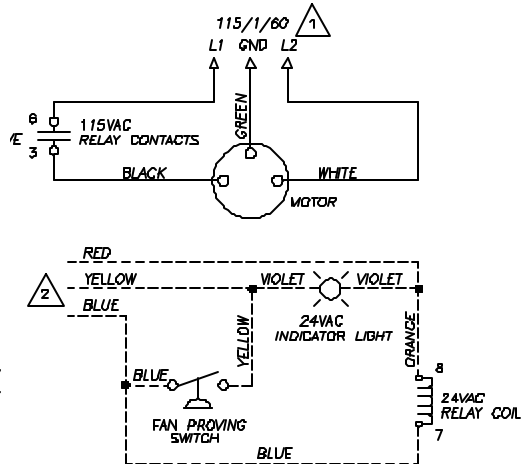 115/1/60 1
L1 GND L2
6
115VAC
RELAY CONTACTS
3
GREEN
BLACK
WHITE
MOTOR
RED
YELLOW
VIOLET
VIOLET
2
BLUE
24VAC
INDICATOR LIGHT
YELLOW
ORANGE
BLUE
8
24VAC
RELAY COIL
7
FAN PROVING
SWITCH
BLUE